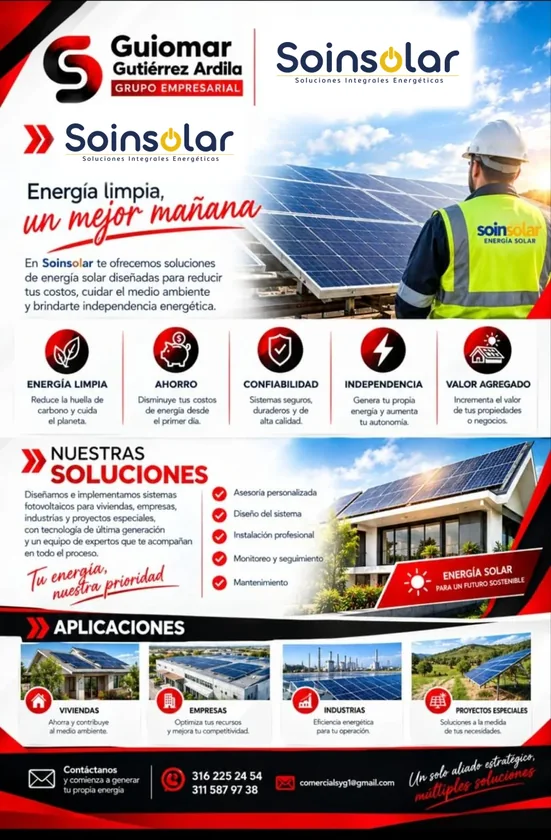 Guiomar
Gutiérrez Ardila
GRUPO EMPRESARIAL
Soinsolar
Soluciones Integrales Energéticas
Soinsolar
Soluciones Integrales Energéticas
Energía limpia,
un mejor mañana
En Soinsolar te ofrecemos soluciones
de energía solar diseñadas para reducir
tus costos, cuidar el medio ambiente
y brindarte independencia energética.
soinsolar
ENERGÍA SOLAR
ENERGÍA LIMPIA
Reduce la huella de
carbono y cuida
el planeta.
AHORRO
Disminuye tus costos
de energía desde
el primer día.
CONFIABILIDAD
Sistemas seguros,
duraderos y de
alta calidad.
INDEPENDENCIA
Genera tu propia
energía y aumenta
tu autonomía.
VALOR AGREGADO
Incrementa el valor
de tus propiedades
o negocios.
NUESTRAS
SOLUCIONES
Diseñamos e implementamos sistemas
fotovoltaicos para viviendas, empresas,
industrias y proyectos especiales,
con tecnología de última generación
y un equipo de expertos que te acompañan
en todo el proceso.
Tu energía,
nuestra prioridad
Asesoría personalizada
Diseño del sistema
Instalación profesional
Monitoreo y seguimiento
Mantenimiento
ENERGÍA SOLAR
PARA UN FUTURO SOSTENIBLE
APLICACIONES
VIVIENDAS
Ahorra y contribuye
al medio ambiente.
EMPRESAS
Optimiza tus recursos
y mejora tu competitividad.
INDUSTRIAS
Eficiencia energética
para tu operación.
PROYECTOS ESPECIALES
Soluciones a la medida
de tus necesidades.
Contáctanos
y comienza a generar
tu propia energía
316 225 24 54
311 587 97 38
comercialsyg1@gmail.com
Un solo aliado estratégico,
múltiples soluciones